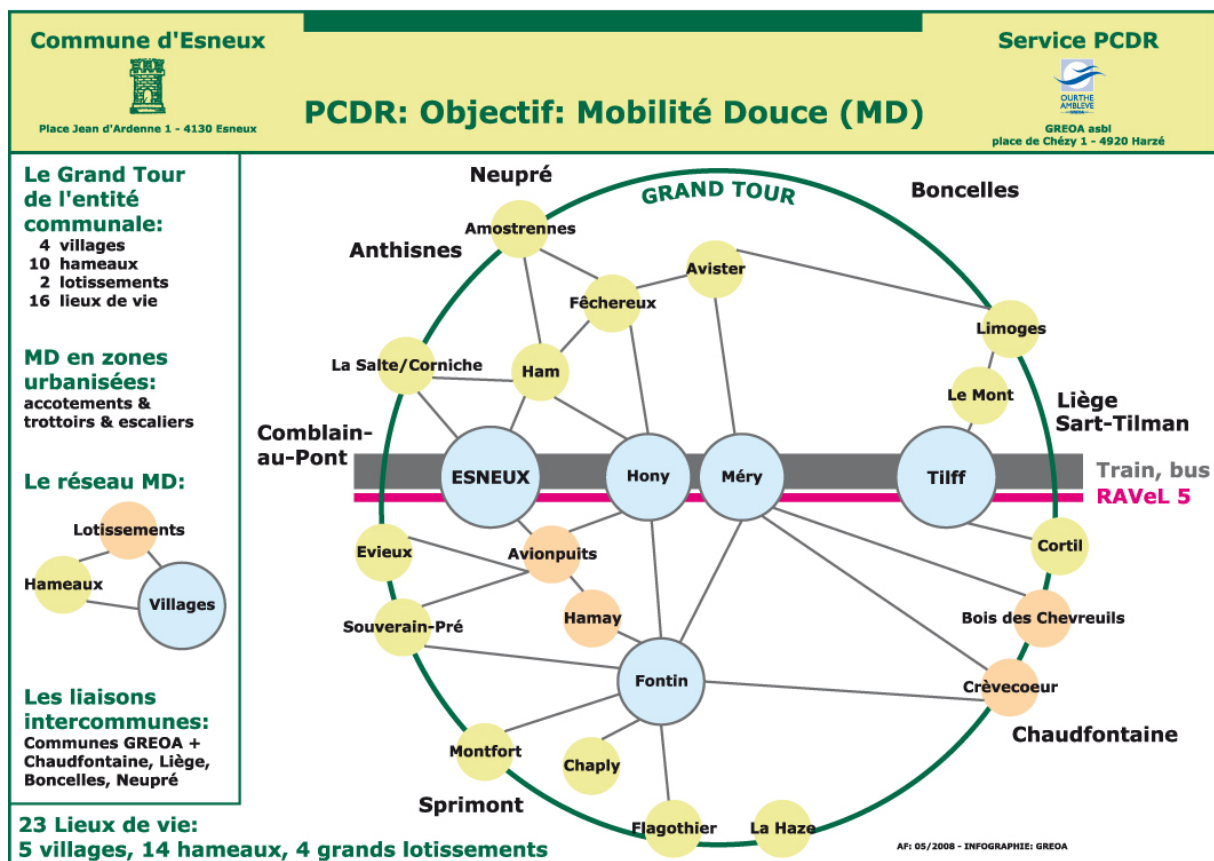 Commune d'Esneux
Place Jean d'Ardenne 1 - 4130 Esneux
PCDR: Objectif: Mobilité Douce (MD)
Service PCDR
OURTHE
AMBLEVE
GREOA
GREOA asbl
place de Chézy 1 - 4920 Harzé
Le Grand Tour
de l'entité
communale:
4 villages
10 hameaux
2 lotissements
16 lieux de vie
MD en zones
urbanisées:
accotements &
trottoirs & escaliers
Le réseau MD:
Lotissements
Hameaux
Villages
Les liaisons
intercommunes:
Communes GREOA +
Chaudfontaine, Liège,
Boncelles, Neupré
23 Lieux de vie:
5 villages, 14 hameaux, 4 grands lotissements
Neupré
GRAND TOUR
Boncelles
Amostrennes
Anthisnes
Avister
Fêchereux
Limoges
La Salte/Corniche
Ham
Le Mont
Liège
Sart-Tilman
Comblain-
au-Pont
ESNEUX
Hony
Méry
Tilff
Train, bus
RAVeL 5
Evieux
Avionpuits
Cortil
Souverain-Pré
Hamay
Bois des Chevreuils
Fontin
Crèvecoeur
Chaudfontaine
Montfort
Chaply
Sprimont
Flagothier
La Haze
AF: 05/2008 - INFOGRAPHIE: GREOA